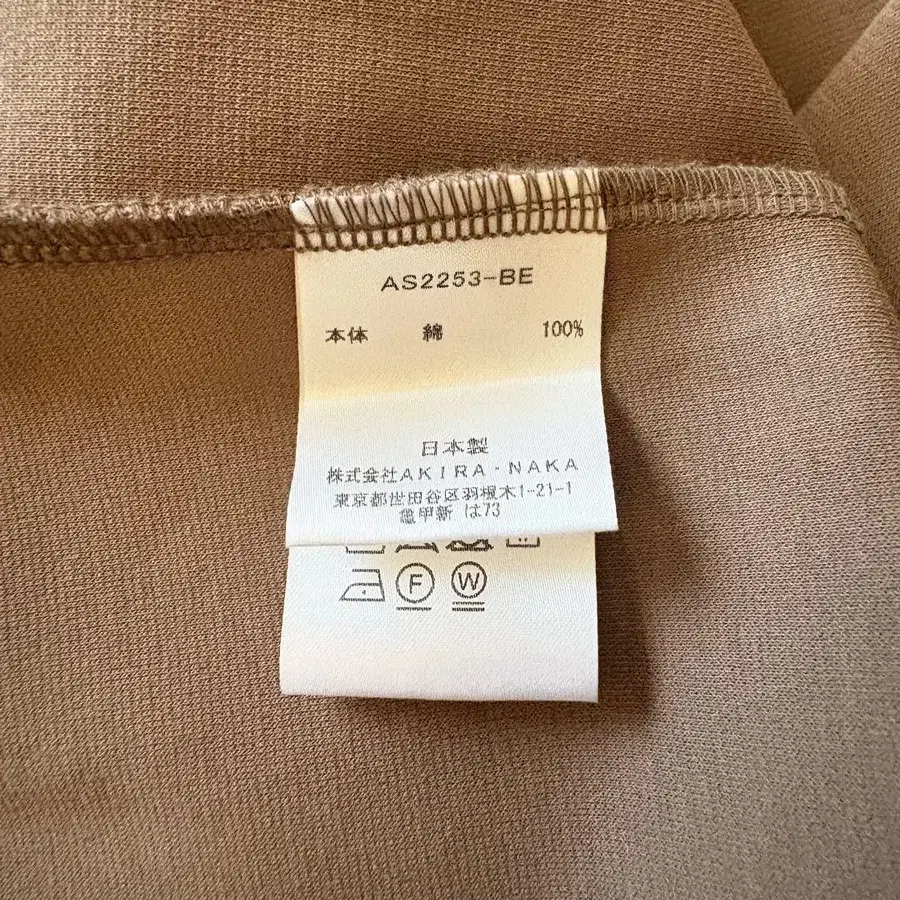 AS2253-BE
本体 綿 100%
日本製
株式会社AKIRA-NAKA
東京都世田谷区羽根木1-21-1
亀甲新 は73
F W